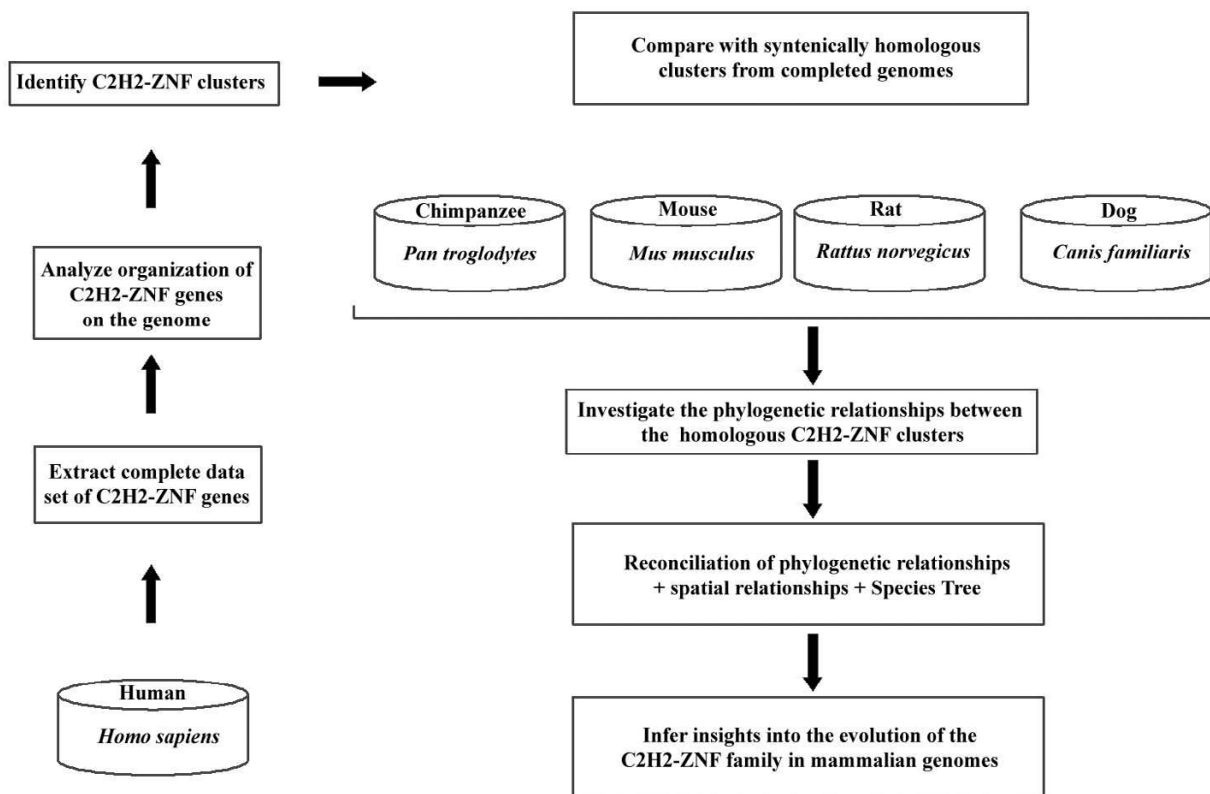 Human
Homo sapiens
Extract complete data
set of C2H2-ZNF genes
Analyze organization of
C2H2-ZNF genes
on the genome
Identify C2H2-ZNF clusters
Compare with syntenically homologous
clusters from completed genomes
Chimpanzee
Pan troglodytes
Mouse
Mus musculus
Rat
Rattus norvegicus
Dog
Canis familiaris
Investigate the phylogenetic relationships between
the homologous C2H2-ZNF clusters
Reconciliation of phylogenetic relationships
+ spatial relationships + Species Tree
Infer insights into the evolution of the
C2H2-ZNF family in mammalian genomes